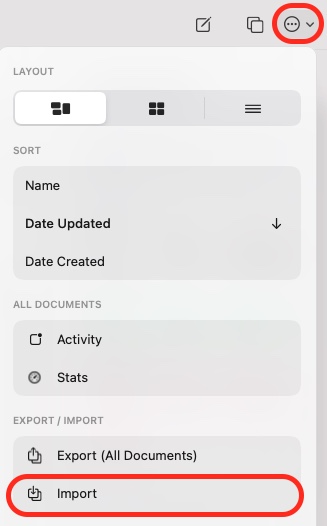 LAYOUT
SORT
Name
Date Updated
Date Created
ALL DOCUMENTS
Activity
Stats
EXPORT / IMPORT
Export (All Documents)
Import